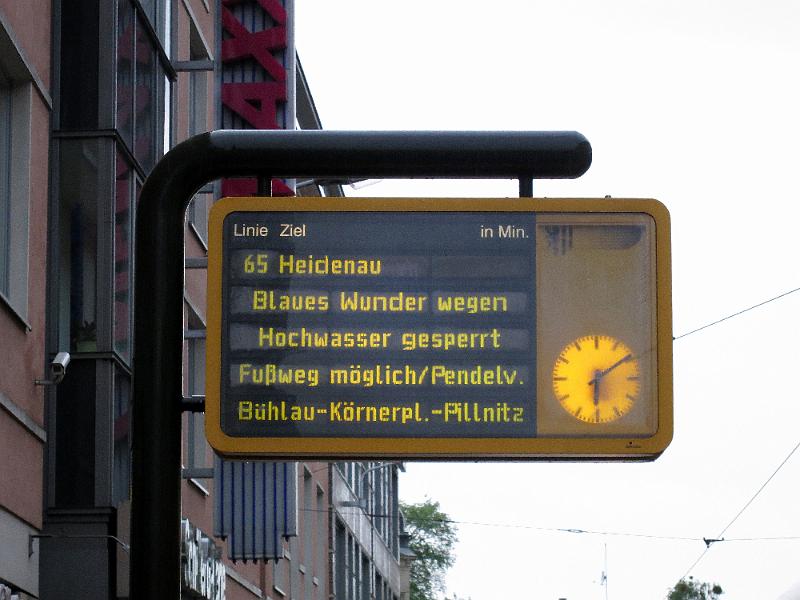 Linie Ziel in Min.
65 Heidenau
Blaues Wunder wegen
Hochwasser gesperrt
Fußweg möglich/Pendelv.
Bühlau-Körnerpl.-Pillnitz